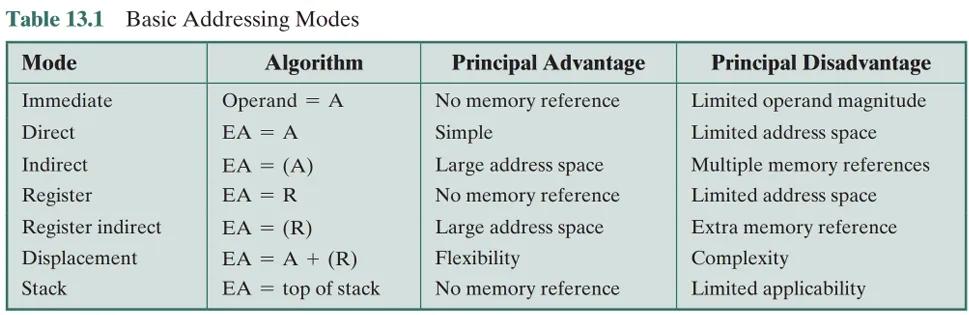 Table 13.1 Basic Addressing Modes
Mode Algorithm Principal Advantage Principal Disadvantage
Immediate Operand = A No memory reference Limited operand magnitude
Direct EA = A Simple Limited address space
Indirect EA = (A) Large address space Multiple memory references
Register EA = R No memory reference Limited address space
Register indirect EA = (R) Large address space Extra memory reference
Displacement EA = A + (R) Flexibility Complexity
Stack EA = top of stack No memory reference Limited applicability